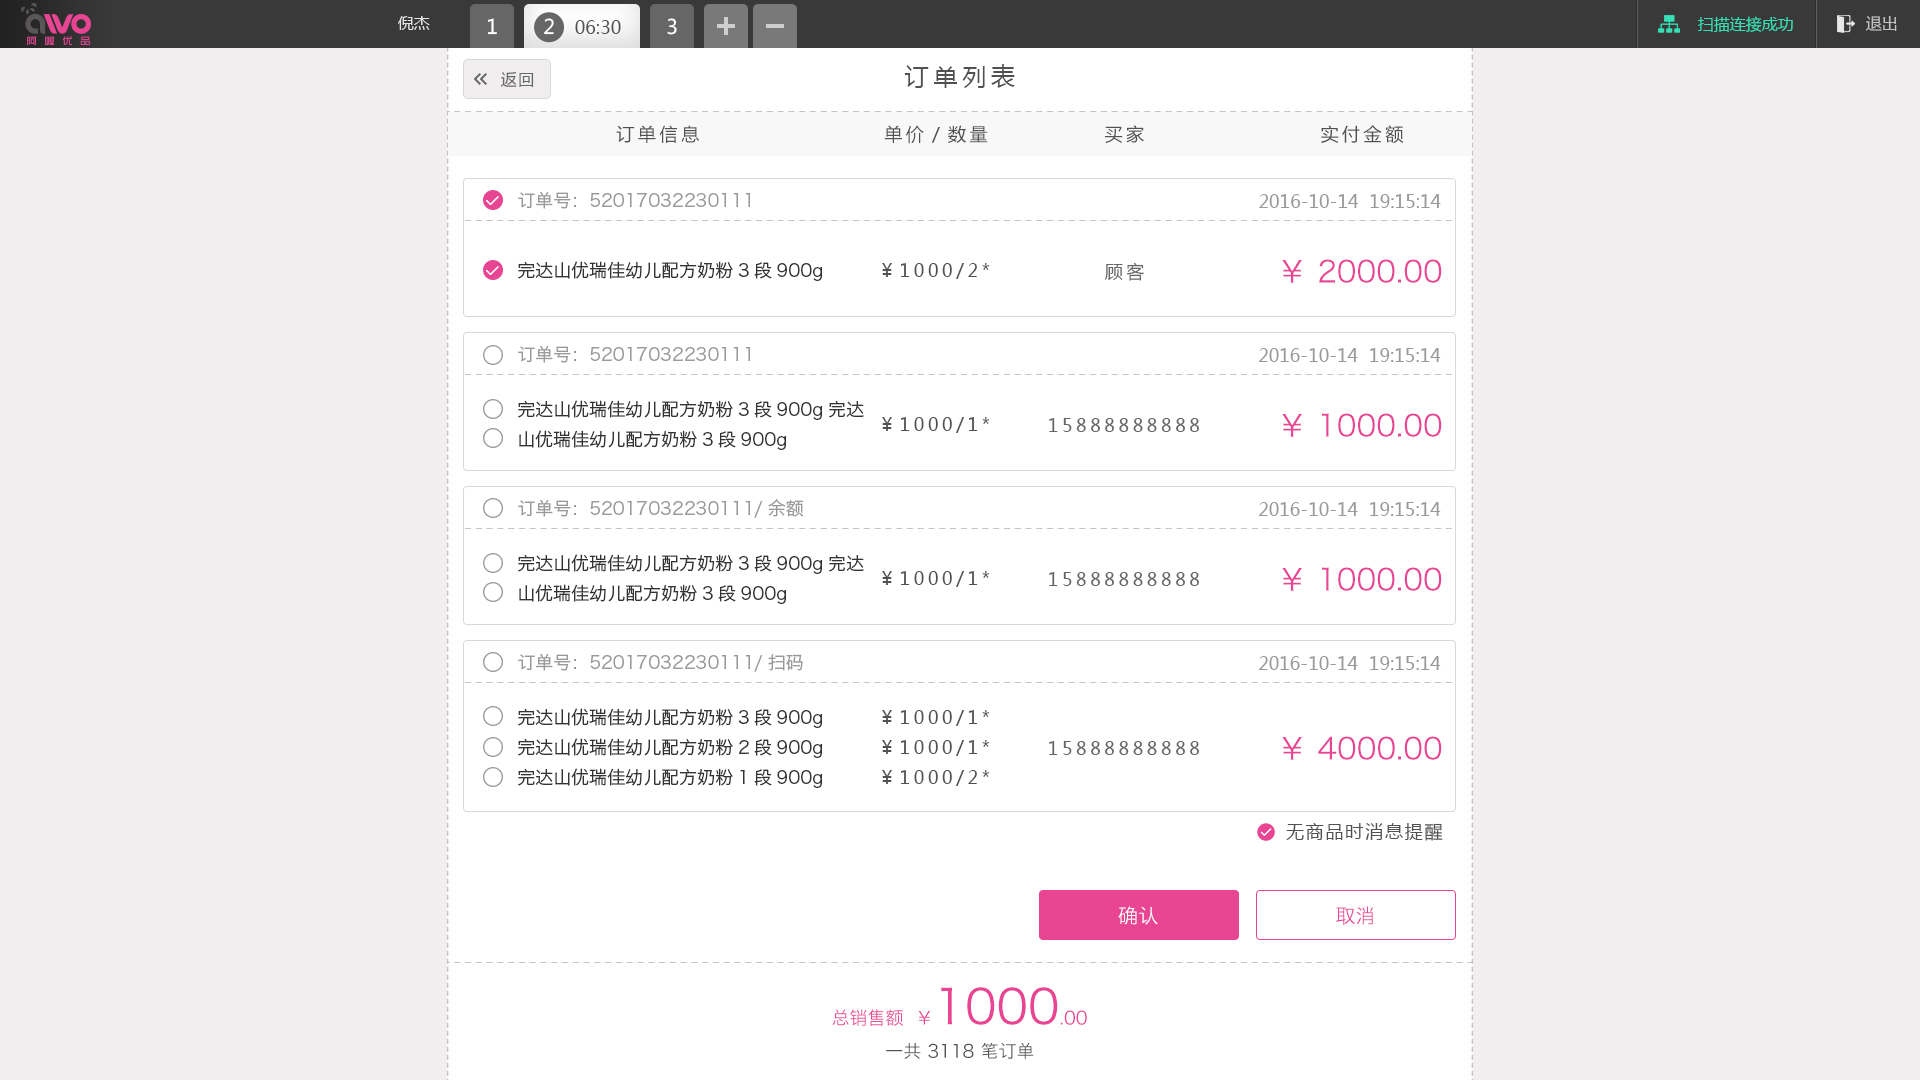 awo
阿喔优品
倪杰
1
2 06:30
3
扫描连接成功
退出
返回
订单列表
订单信息
单价 / 数量
买家
实付金额
订单号：52017032230111
2016-10-14 19:15:14
完达山优瑞佳幼儿配方奶粉 3 段 900g
¥1000/2*
顾客
¥ 2000.00
订单号：52017032230111
2016-10-14 19:15:14
完达山优瑞佳幼儿配方奶粉 3 段 900g 完达
山优瑞佳幼儿配方奶粉 3 段 900g
¥1000/1*
15888888888
¥ 1000.00
订单号：52017032230111/ 余额
2016-10-14 19:15:14
完达山优瑞佳幼儿配方奶粉 3 段 900g 完达
山优瑞佳幼儿配方奶粉 3 段 900g
¥1000/1*
15888888888
¥ 1000.00
订单号：52017032230111/ 扫码
2016-10-14 19:15:14
完达山优瑞佳幼儿配方奶粉 3 段 900g
¥1000/1*
完达山优瑞佳幼儿配方奶粉 2 段 900g
¥1000/1*
完达山优瑞佳幼儿配方奶粉 1 段 900g
¥1000/2*
15888888888
¥ 4000.00
无商品时消息提醒
确认
取消
总销售额 ¥1000.00
一共 3118 笔订单